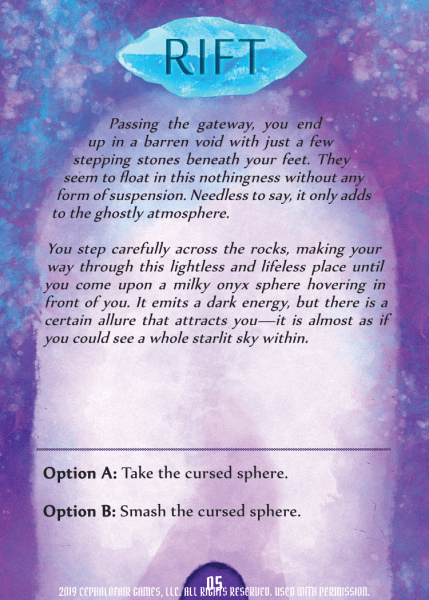 RIFT
Passing the gateway, you end
up in a barren void with just a few
stepping stones beneath your feet. They
seem to float in this nothingness without any
form of suspension. Needless to say, it only adds
to the ghostly atmosphere.
You step carefully across the rocks, making your
way through this lightless and lifeless place until
you come upon a milky onyx sphere hovering in
front of you. It emits a dark energy, but there is a
certain allure that attracts you—it is almost as if
you could see a whole starlit sky within.
Option A: Take the cursed sphere.
Option B: Smash the cursed sphere.
05
2019 CEPHALOFAIR GAMES, LLC. ALL RIGHTS RESERVED. USED WITH PERMISSION.